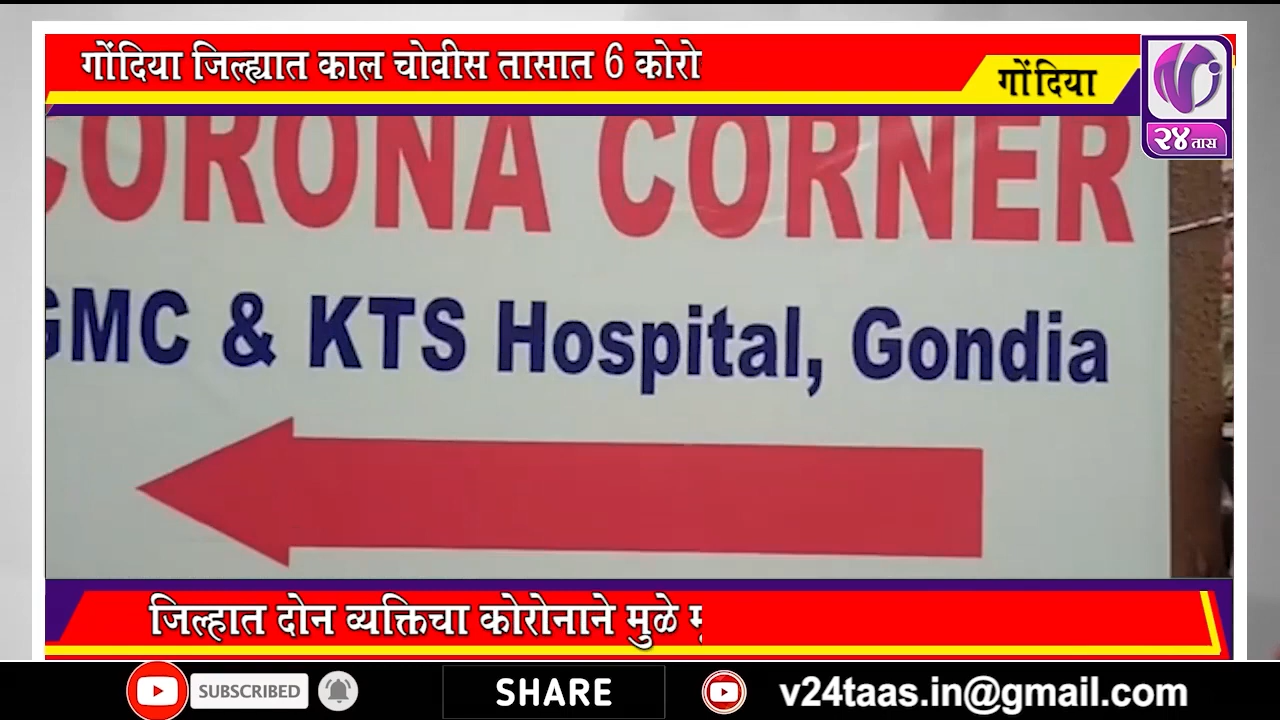 गोंदिया जिल्ह्यात काल चोवीस तासात 6 कोरो
गोंदिया
२४ तास
CORONA CORNER
GMC & KTS Hospital, Gondia
जिल्हात दोन व्यक्तिचा कोरोनाने मुळे
SUBSCRIBED
SHARE
v24taas.in@gmail.com